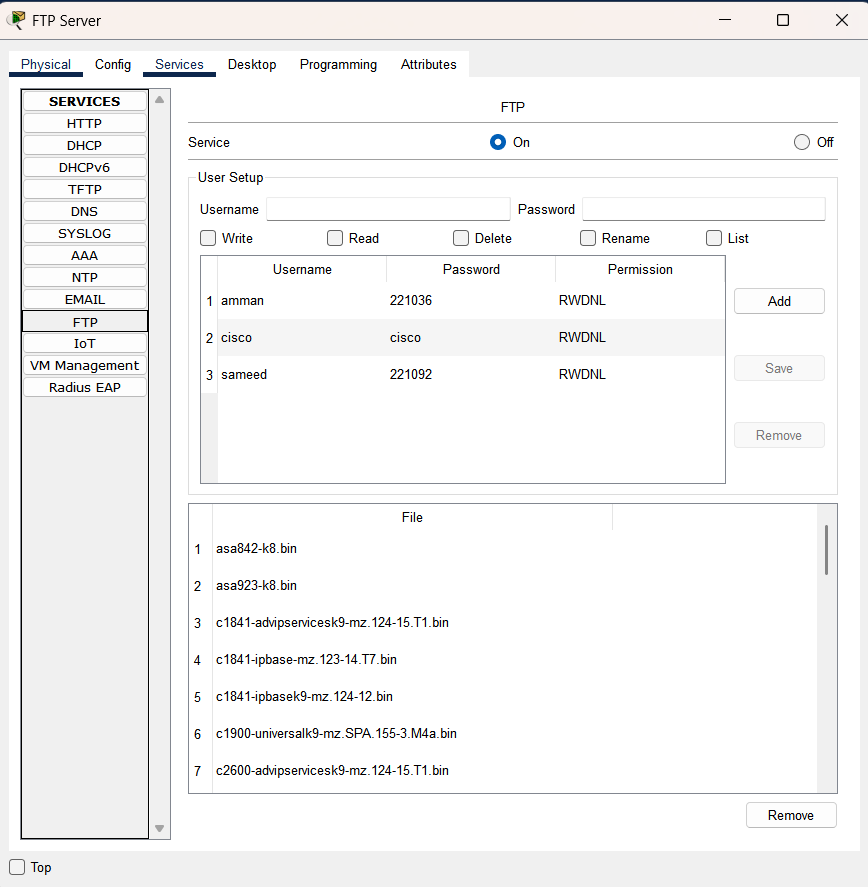 FTP Server
Physical Config Services Desktop Programming Attributes
SERVICES
HTTP
DHCP
DHCPv6
TFTP
DNS
SYSLOG
AAA
NTP
EMAIL
FTP
IoT
VM Management
Radius EAP
FTP
Service On Off
User Setup
Username Password
Write Read Delete Rename List
Username Password Permission
1 amman 221036 RWDNL
2 cisco cisco RWDNL
3 sameed 221092 RWDNL
Add
Save
Remove
File
1 asa842-k8.bin
2 asa923-k8.bin
3 c1841-advipservicesk9-mz.124-15.T1.bin
4 c1841-ipbase-mz.123-14.T7.bin
5 c1841-ipbasek9-mz.124-12.bin
6 c1900-universalk9-mz.SPA.155-3.M4a.bin
7 c2600-advipservicesk9-mz.124-15.T1.bin
Remove
Top